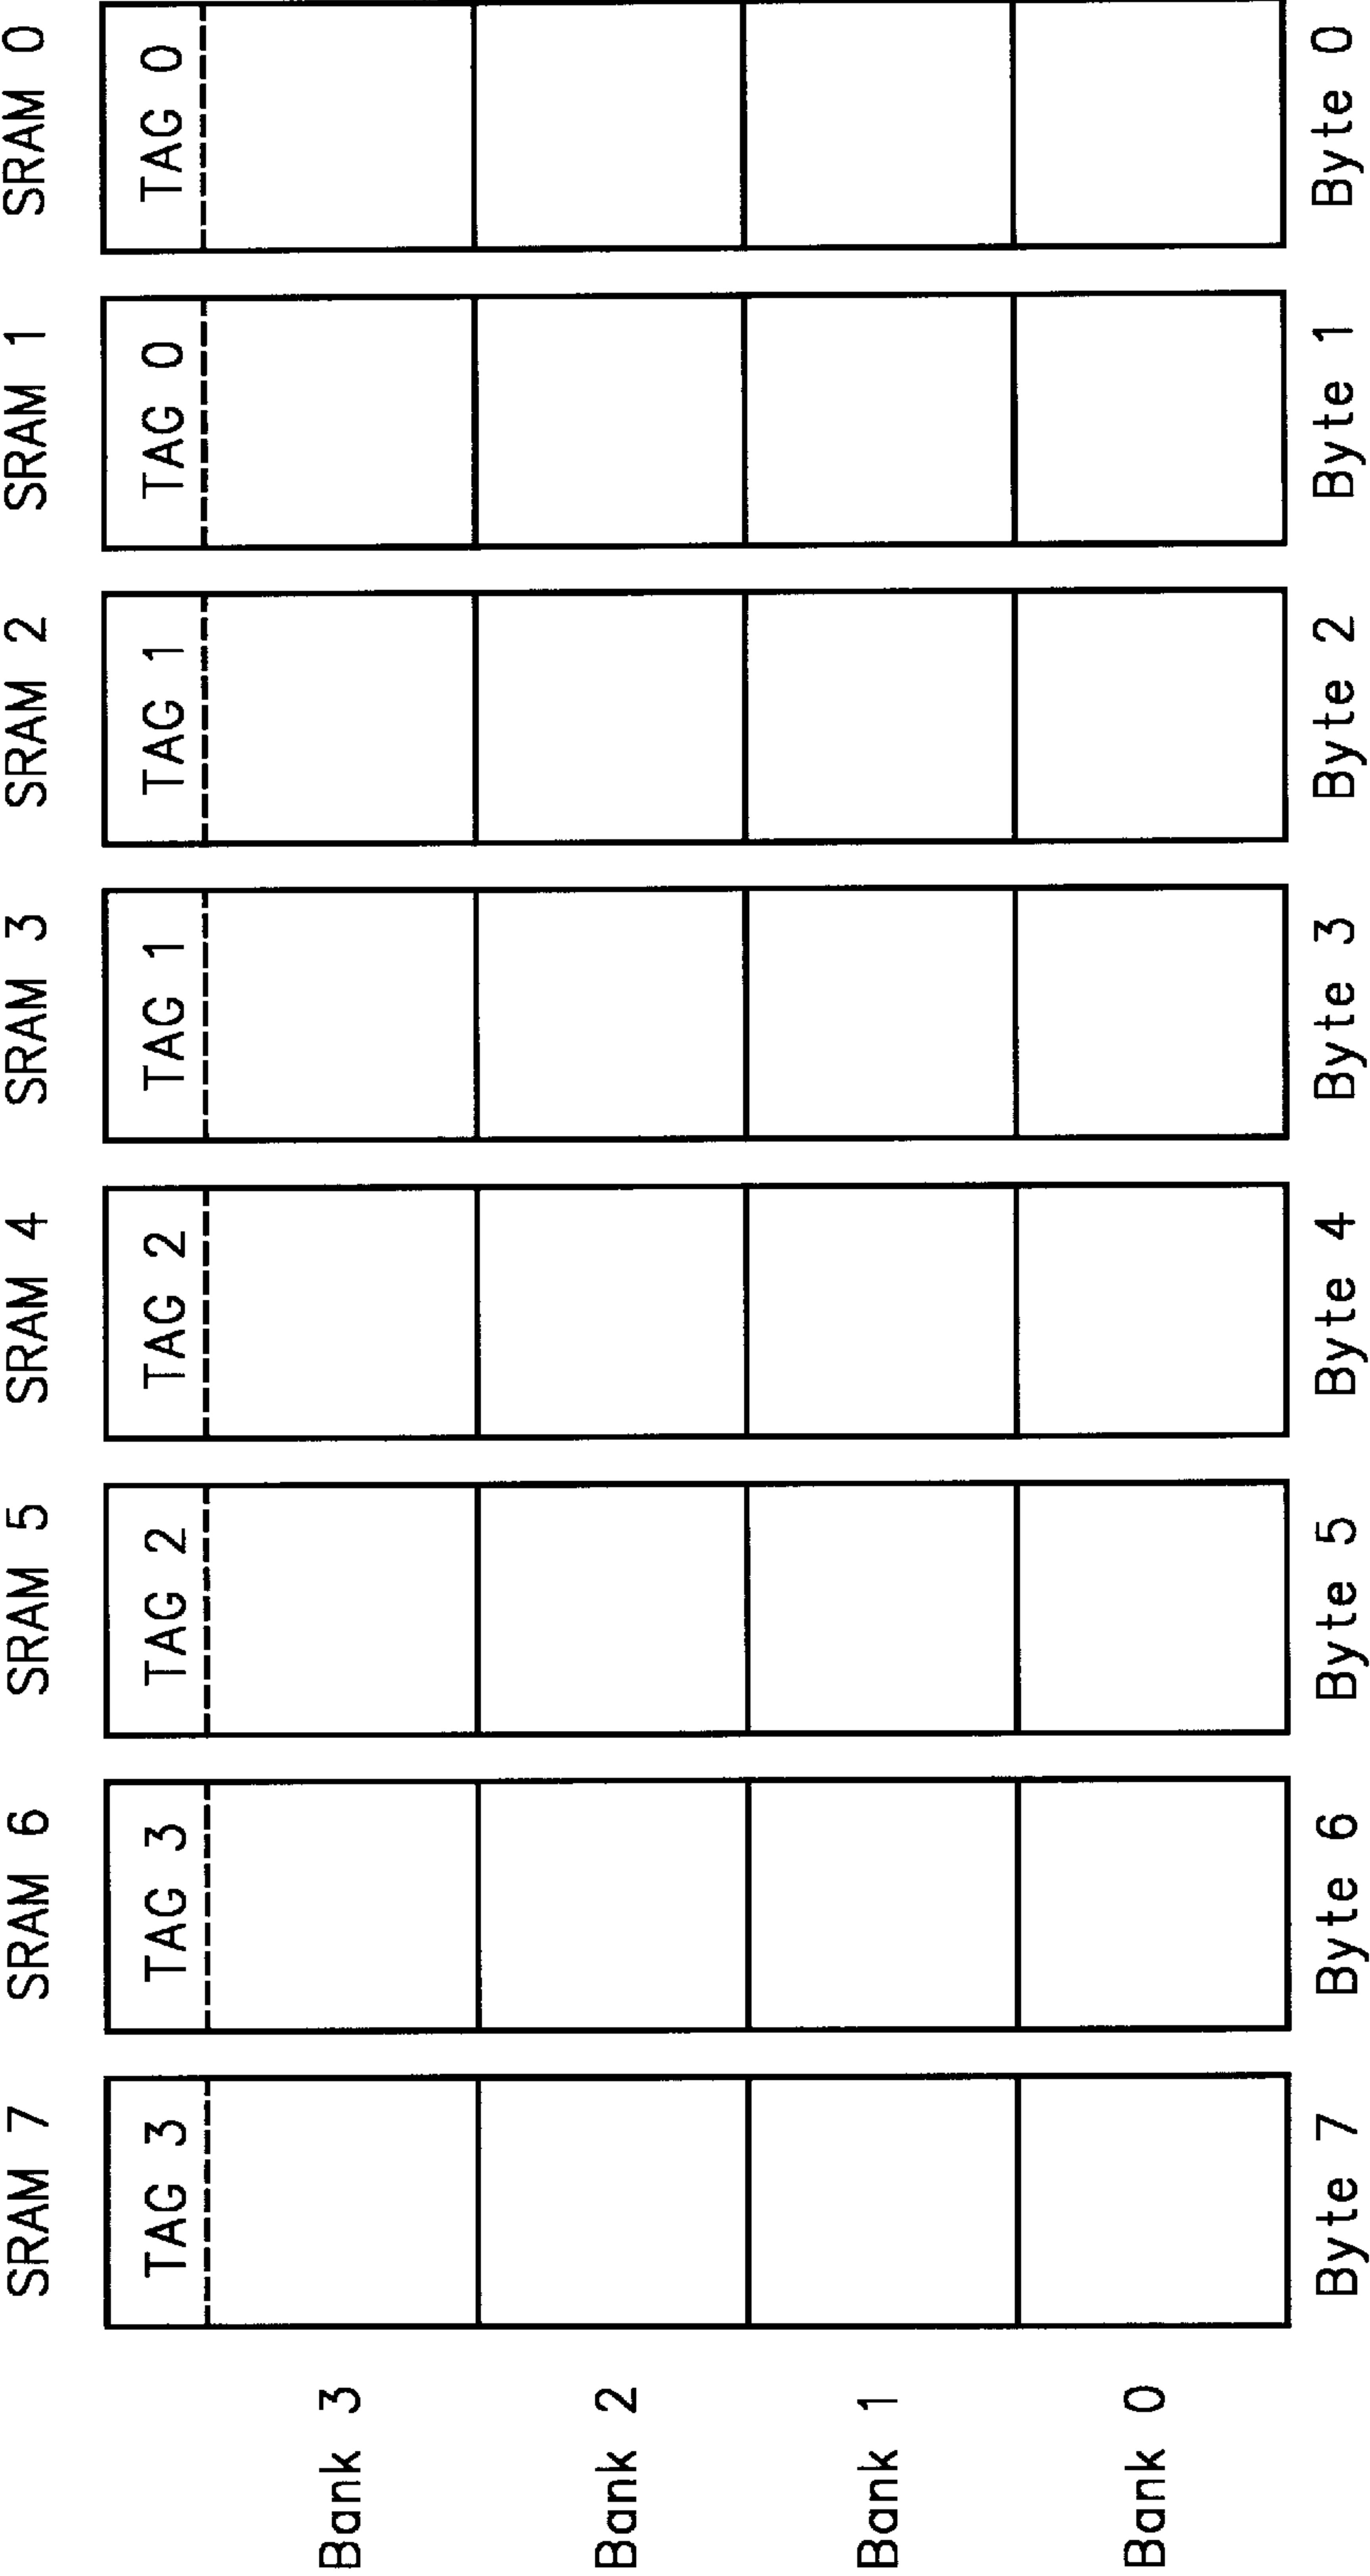 SRAM 7 SRAM 6 SRAM 5 SRAM 4 SRAM 3 SRAM 2 SRAM 1 SRAM 0
TAG 3 TAG 3 TAG 2 TAG 2 TAG 1 TAG 1 TAG 0 TAG 0
Bank 3
Bank 2
Bank 1
Bank 0
Byte 7 Byte 6 Byte 5 Byte 4 Byte 3 Byte 2 Byte 1 Byte 0